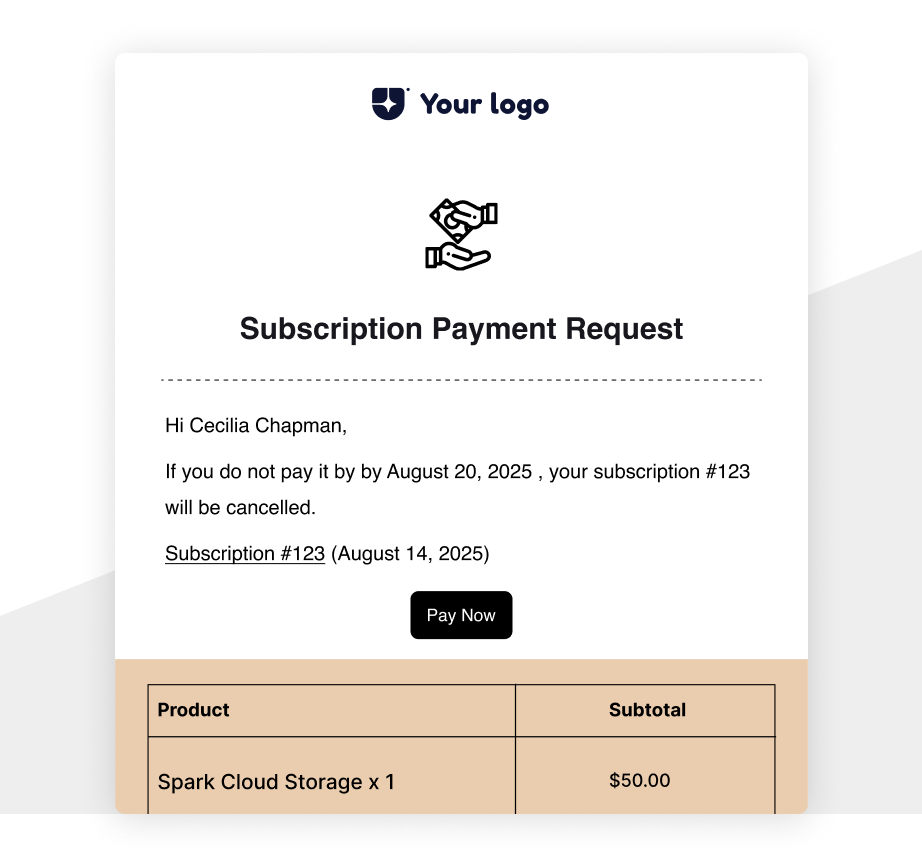 Your logo
Subscription Payment Request
Hi Cecilia Chapman,
If you do not pay it by by August 20, 2025 , your subscription #123
will be cancelled.
Subscription #123 (August 14, 2025)
Pay Now
Product Subtotal
Spark Cloud Storage x 1 $50.00